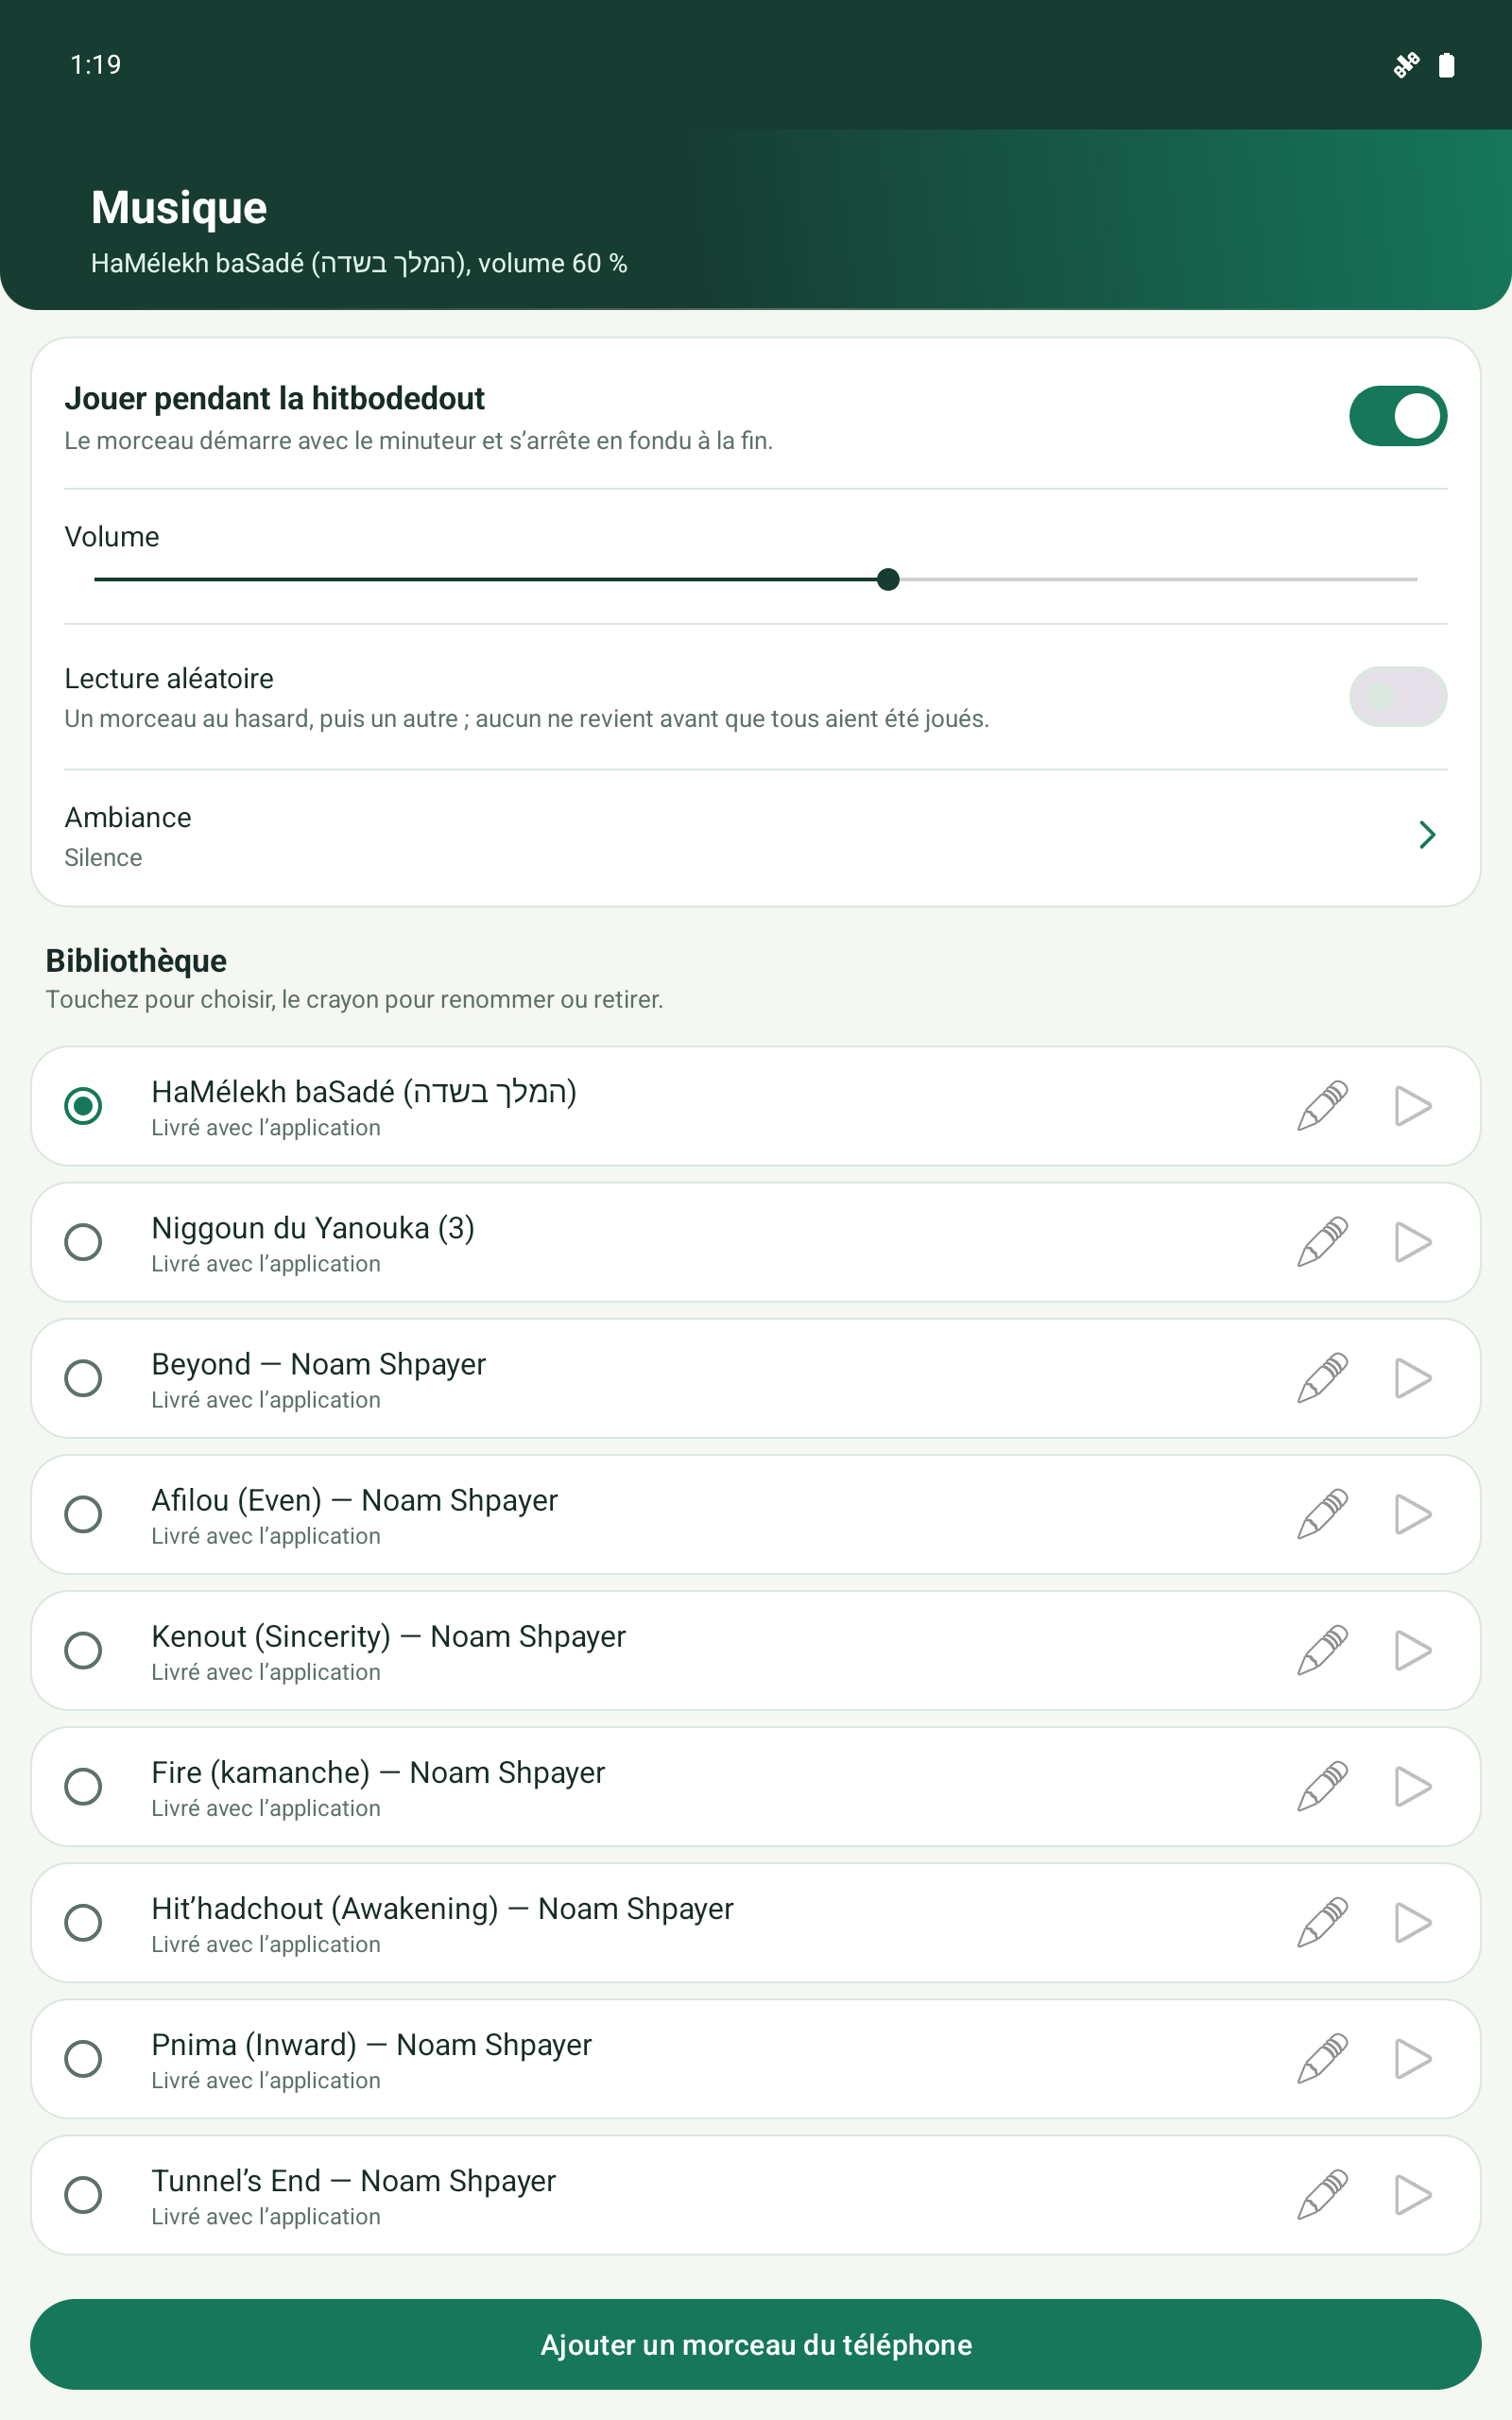 1:19
Musique
HaMélekh baSadé (המלך בשדה), volume 60 %
Jouer pendant la hitbodedout
Le morceau démarre avec le minuteur et s’arrête en fondu à la fin.
Volume
Lecture aléatoire
Un morceau au hasard, puis un autre ; aucun ne revient avant que tous aient été joués.
Ambiance
Silence
Bibliothèque
Touchez pour choisir, le crayon pour renommer ou retirer.
HaMélekh baSadé (המלך בשדה)
Livré avec l’application
Niggoun du Yanouka (3)
Livré avec l’application
Beyond — Noam Shpayer
Livré avec l’application
Afilou (Even) — Noam Shpayer
Livré avec l’application
Kenout (Sincerity) — Noam Shpayer
Livré avec l’application
Fire (kamanche) — Noam Shpayer
Livré avec l’application
Hit’hadchout (Awakening) — Noam Shpayer
Livré avec l’application
Pnima (Inward) — Noam Shpayer
Livré avec l’application
Tunnel’s End — Noam Shpayer
Livré avec l’application
Ajouter un morceau du téléphone